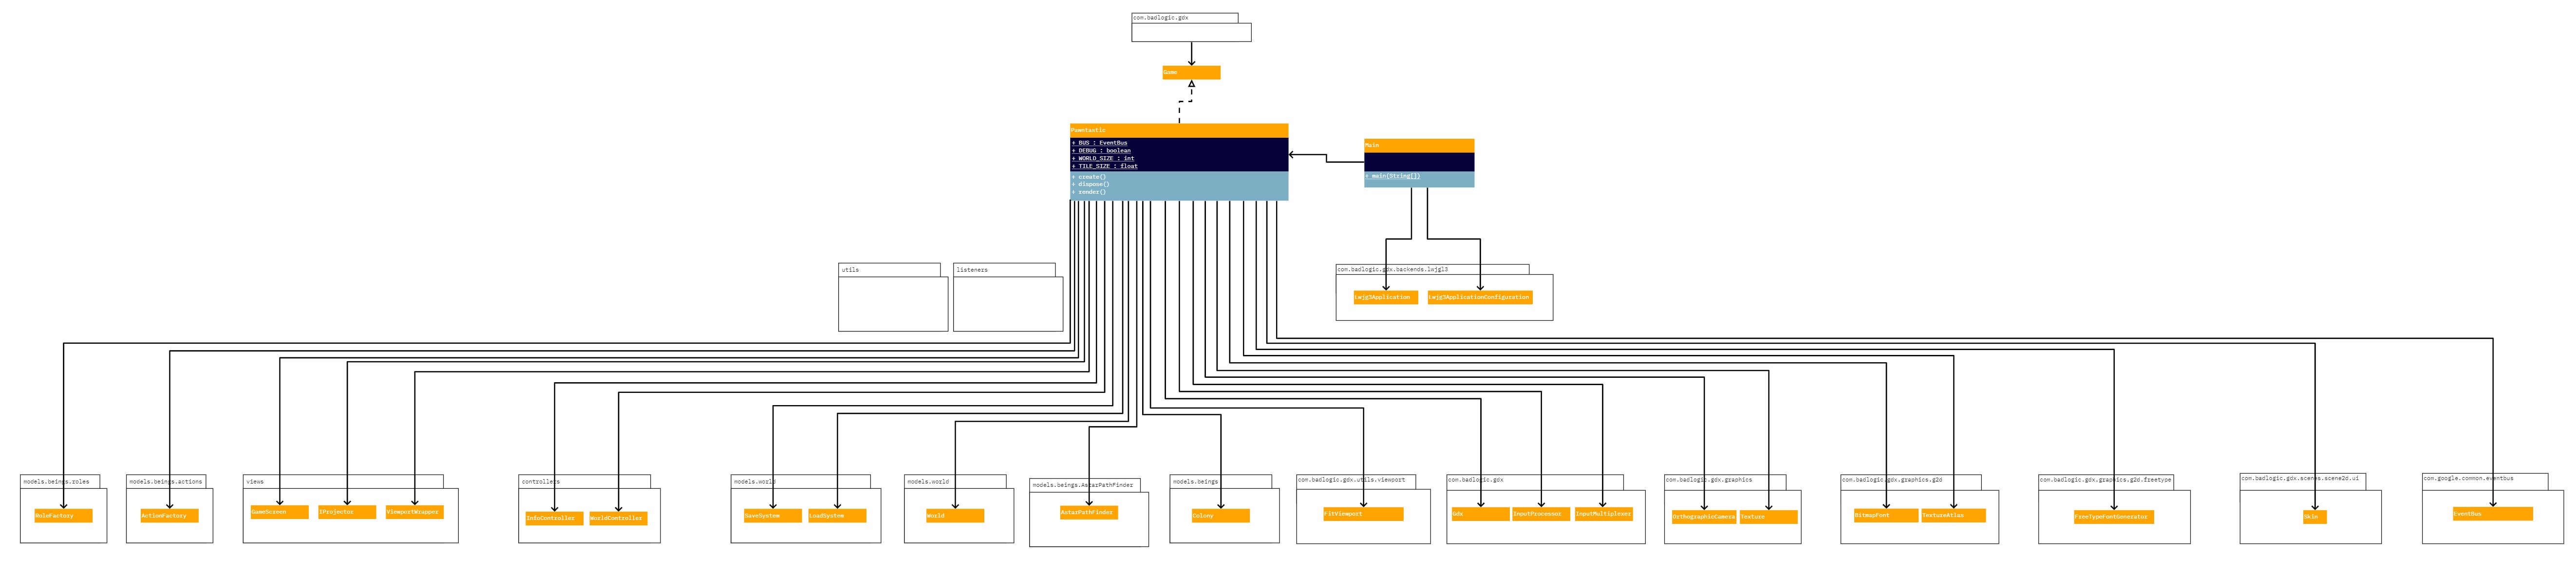 com.badlogic.gdx
Game
Pawntastic
+ BUS : EventBus
+ DEBUG : boolean
+ WORLD_SIZE : int
+ TILE_SIZE : float
+ create()
+ dispose()
+ render()
Main
+ main(String[])
utils
listeners
com.badlogic.gdx.backends.lwjgl3
Lwjgl3Application
Lwjgl3ApplicationConfiguration
models.beings.roles
RoleFactory
models.beings.actions
ActionFactory
views
GameScreen
IProjector
ViewportWrapper
controllers
InfoController
WorldController
models.world
SaveSystem
LoadSystem
models.world
World
models.beings.AstarPathFinder
AstarPathFinder
models.beings
Colony
com.badlogic.gdx.utils.viewport
FitViewport
com.badlogic.gdx
Gdx
InputProcessor
InputMultiplexer
com.badlogic.gdx.graphics
OrthographicCamera
Texture
com.badlogic.gdx.graphics.g2d
BitmapFont
TextureAtlas
com.badlogic.gdx.graphics.g2d.freetype
FreeTypeFontGenerator
com.badlogic.gdx.scenes.scene2d.ui
Skin
com.google.common.eventbus
EventBus